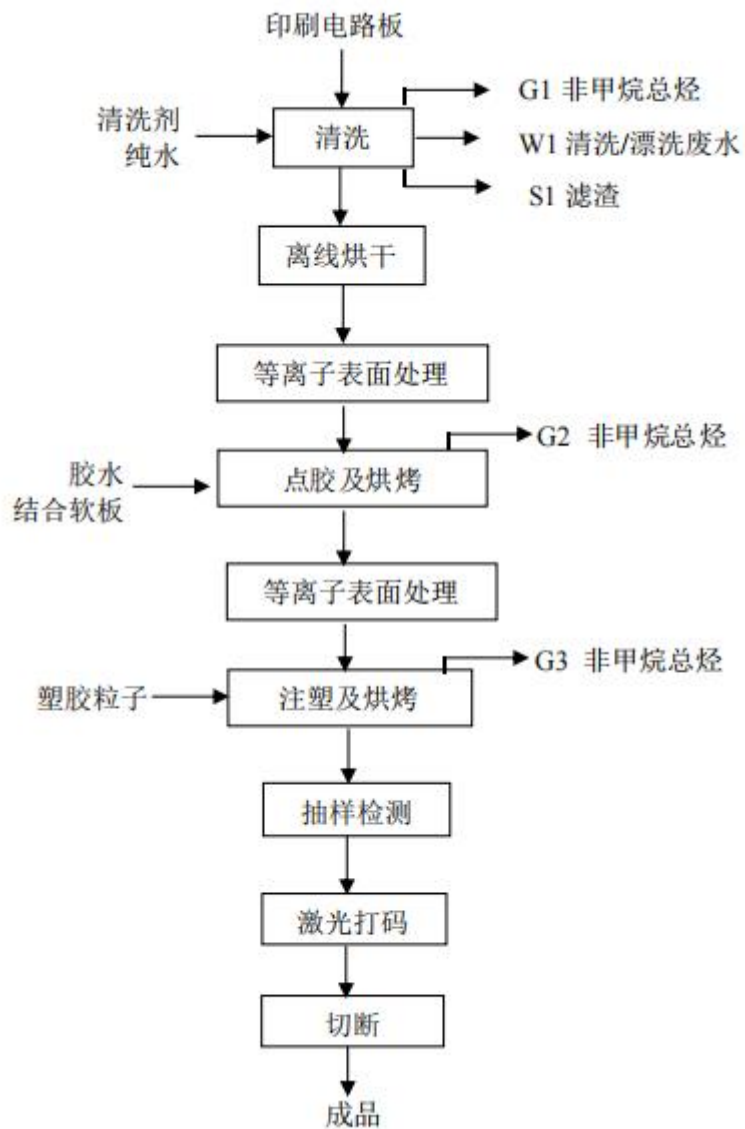 印刷电路板
G1 非甲烷总烃
清洗剂
纯水
清洗
W1 清洗/漂洗废水
S1 滤渣
离线烘干
等离子表面处理
G2 非甲烷总烃
胶水
结合软板
点胶及烘烤
等离子表面处理
G3 非甲烷总烃
塑胶粒子
注塑及烘烤
抽样检测
激光打码
切断
成品